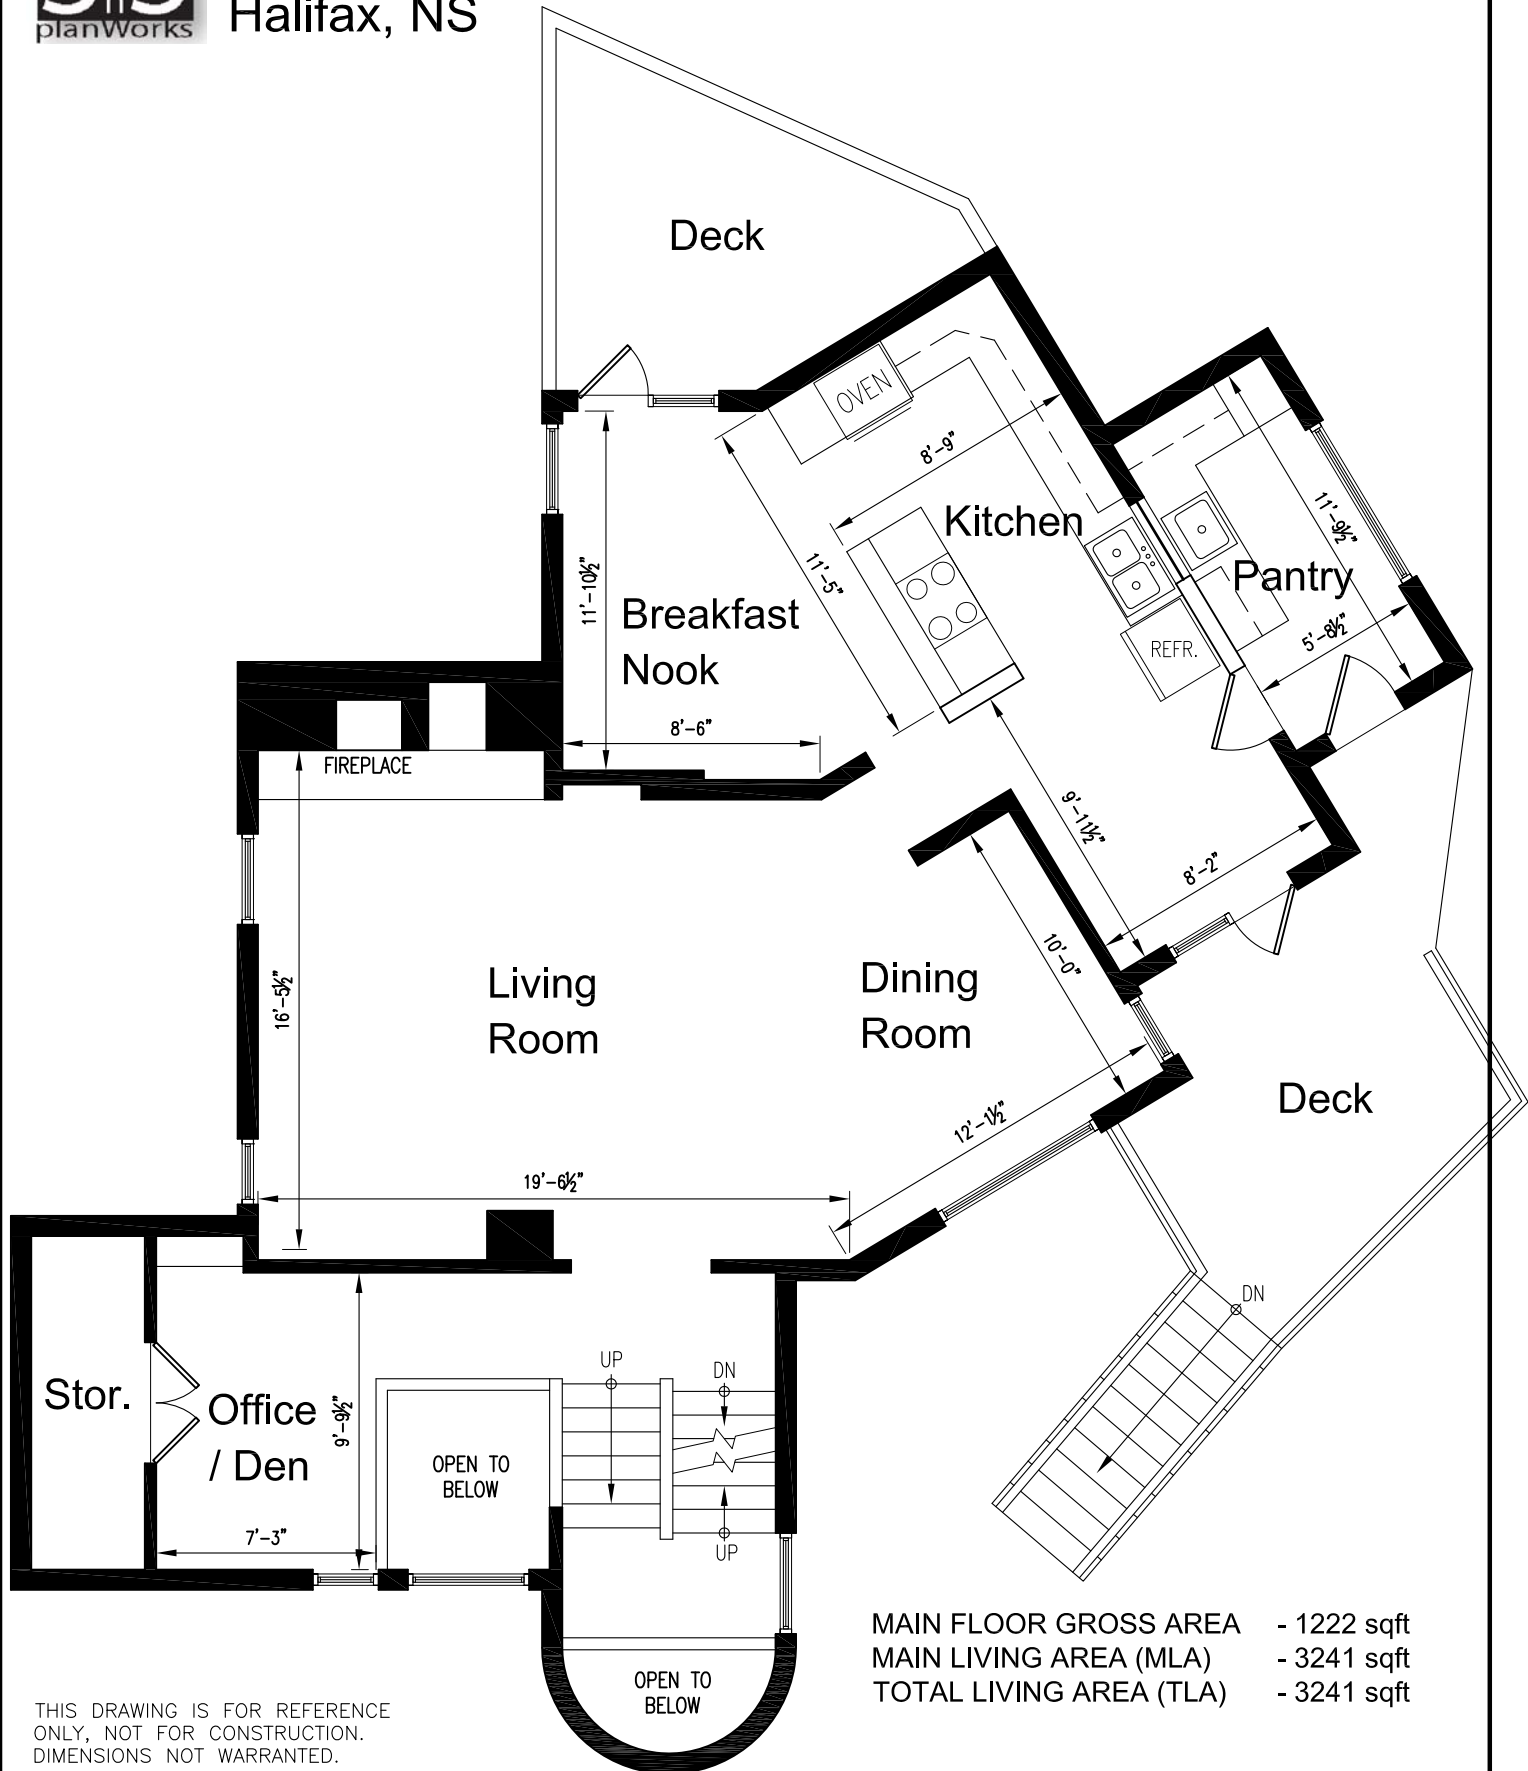 planWorks
Halifax, NS
Deck
OVEN
8'-9"
Kitchen
11'-9½"
11'-5"
Pantry
11'-10½"
Breakfast
Nook
5'-8½"
REFR.
8'-6"
FIREPLACE
9'-11½"
8'-2"
10'-0"
Living
Room
Dining
Room
16'-5½"
Deck
12'-1½"
19'-6½"
DN
UP
DN
Stor.
Office
/ Den
9'-9½"
OPEN TO
BELOW
7'-3"
UP
MAIN FLOOR GROSS AREA - 1222 sqft
MAIN LIVING AREA (MLA) - 3241 sqft
TOTAL LIVING AREA (TLA) - 3241 sqft
OPEN TO
BELOW
THIS DRAWING IS FOR REFERENCE
ONLY, NOT FOR CONSTRUCTION.
DIMENSIONS NOT WARRANTED.